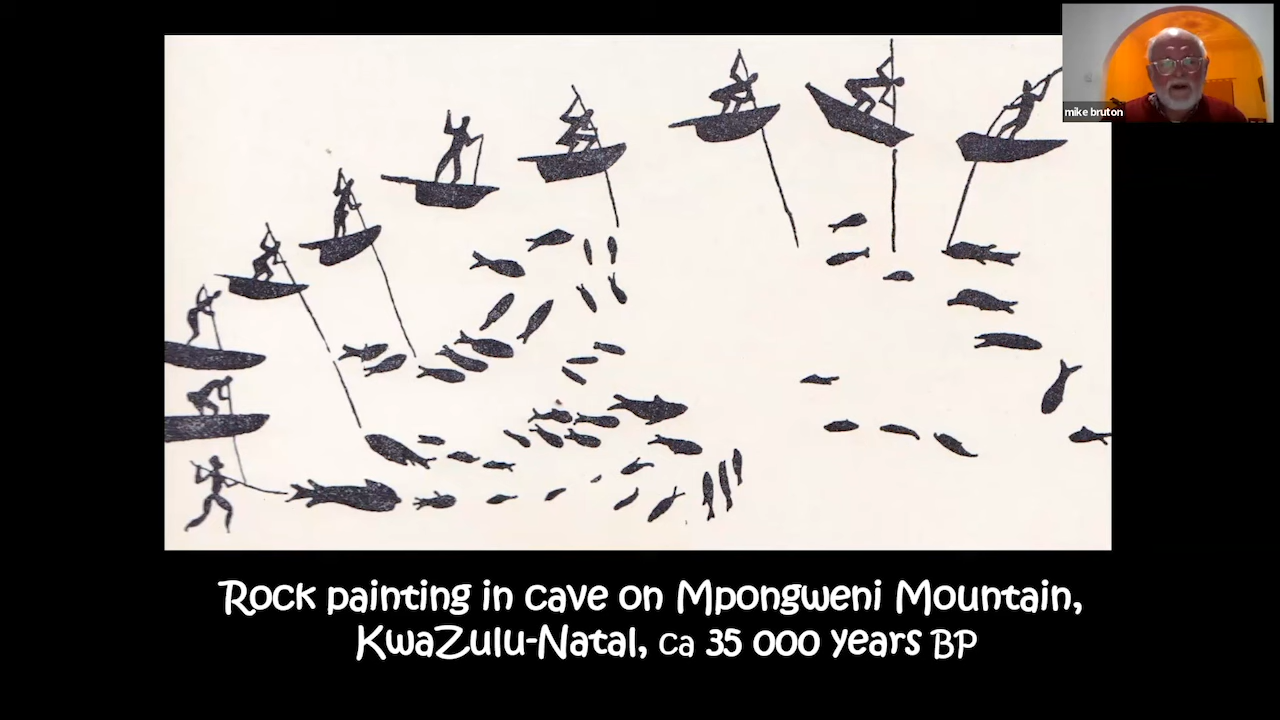 mike bruton
Rock painting in cave on Mpongweni Mountain,
KwaZulu-Natal, ca 35 000 years BP